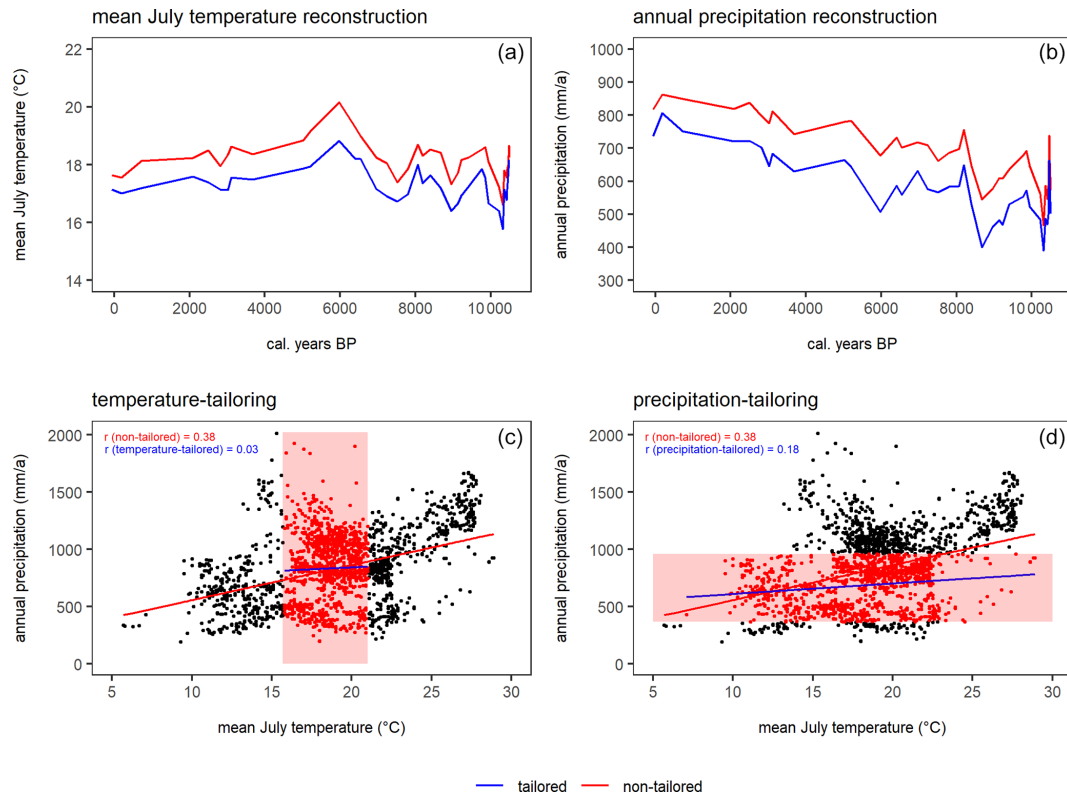 mean July temperature reconstruction
(a)
mean July temperature (°C)
22
20
18
16
14
0
2000
4000
6000
8000
10 000
cal. years BP
annual precipitation reconstruction
(b)
annual precipitation (mm/a)
1000
900
800
700
600
500
400
300
0
2000
4000
6000
8000
10 000
cal. years BP
temperature-tailoring
r (non-tailored) = 0.38
r (temperature-tailored) = 0.03
(c)
annual precipitation (mm/a)
2000
1500
1000
500
0
5
10
15
20
25
30
mean July temperature (°C)
precipitation-tailoring
r (non-tailored) = 0.38
r (precipitation-tailored) = 0.18
(d)
annual precipitation (mm/a)
2000
1500
1000
500
0
5
10
15
20
25
30
mean July temperature (°C)
tailored
non-tailored